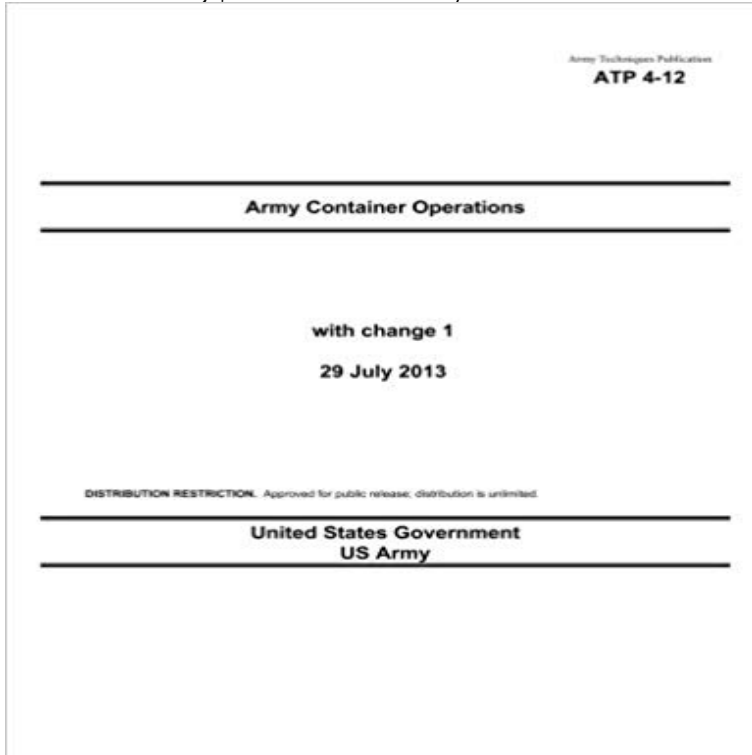 Army Techniques Publication
ATP 4-12
Army Container Operations
with change 1
29 July 2013
DISTRIBUTION RESTRICTION. Approved for public release; distribution is unlimited.
United States Government
US Army